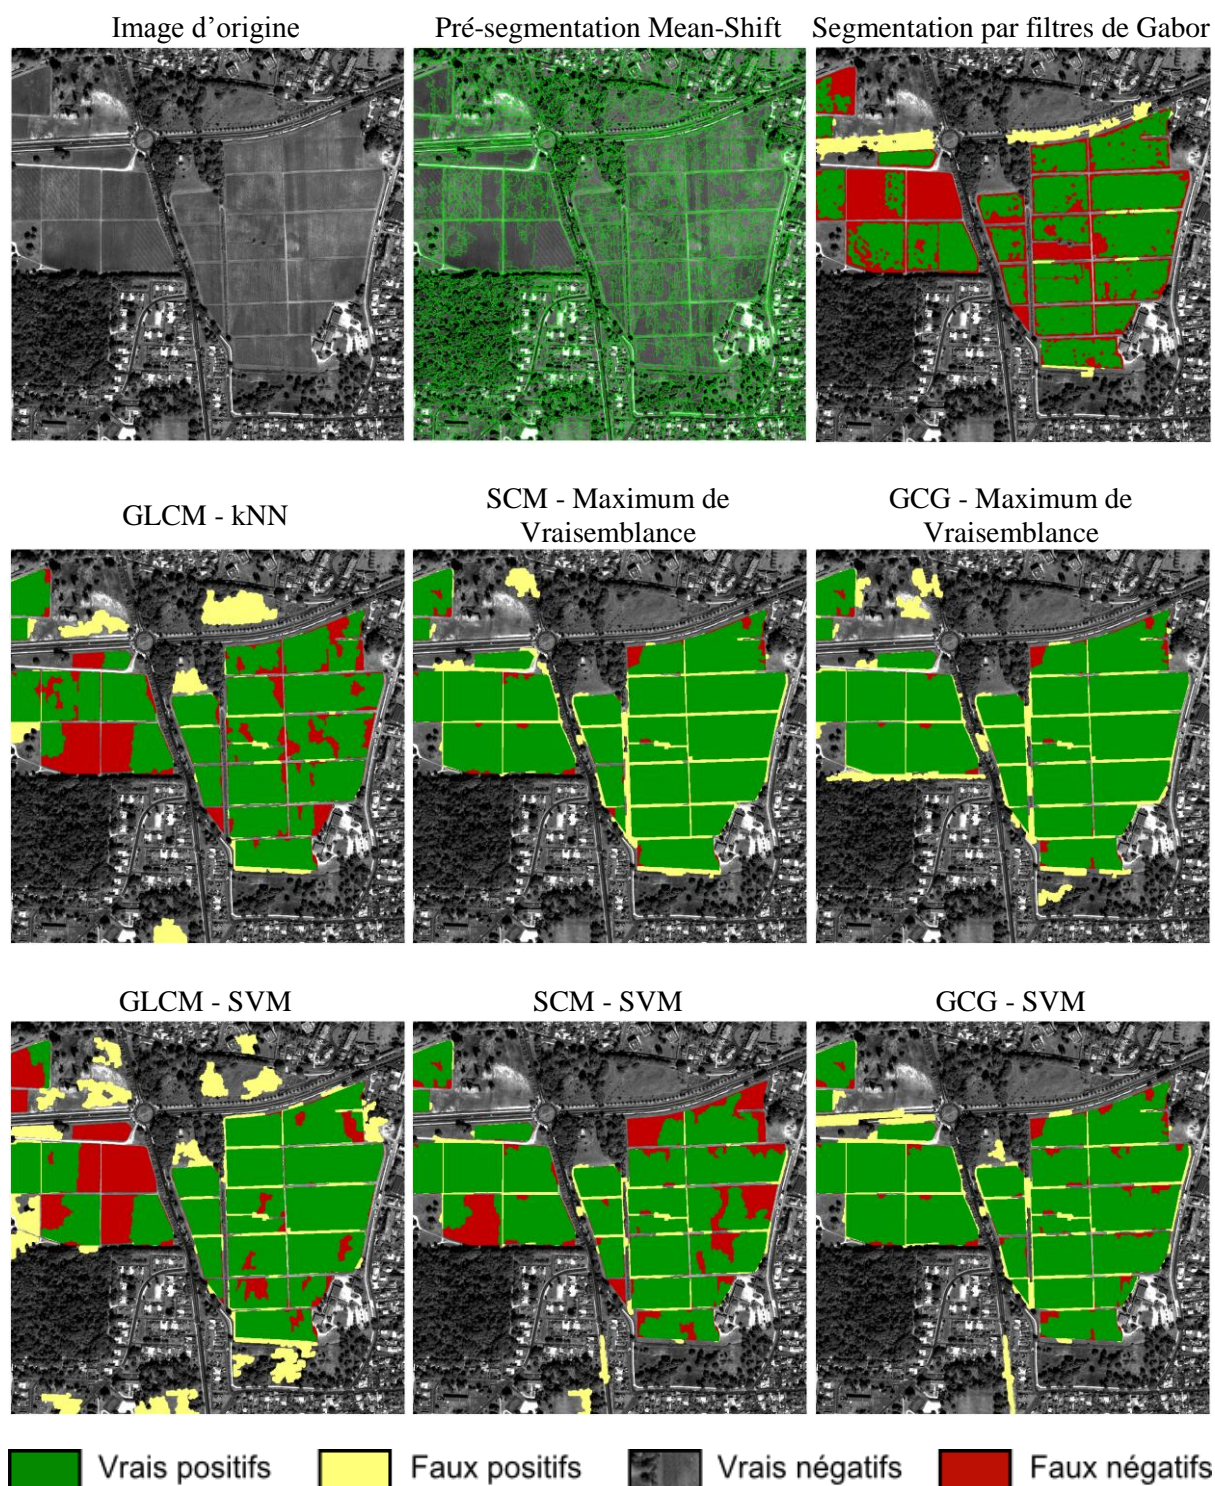 Image d'origine
Pré-segmentation Mean-Shift
Segmentation par filtres de Gabor
GLCM - kNN
SCM - Maximum de
Vraisemblance
GCG - Maximum de
Vraisemblance
GLCM - SVM
SCM - SVM
GCG - SVM
Vrais positifs
Faux positifs
Vrais négatifs
Faux négatifs